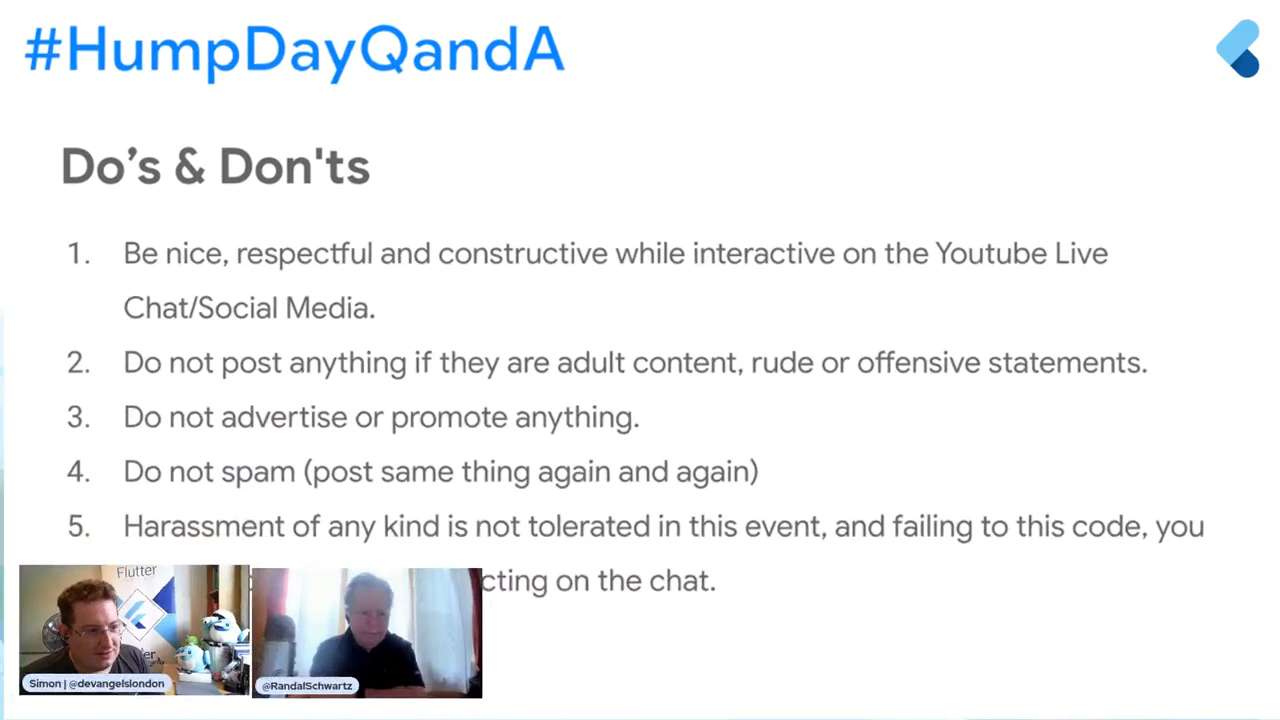 #HumpDayQandA
Do’s & Don'ts
1. Be nice, respectful and constructive while interactive on the Youtube Live
Chat/Social Media.
2. Do not post anything if they are adult content, rude or offensive statements.
3. Do not advertise or promote anything.
4. Do not spam (post same thing again and again)
5. Harassment of any kind is not tolerated in this event, and failing to this code, you
cting on the chat.
Flutter
Simon | @devangelslondon
@RandalSchwartz